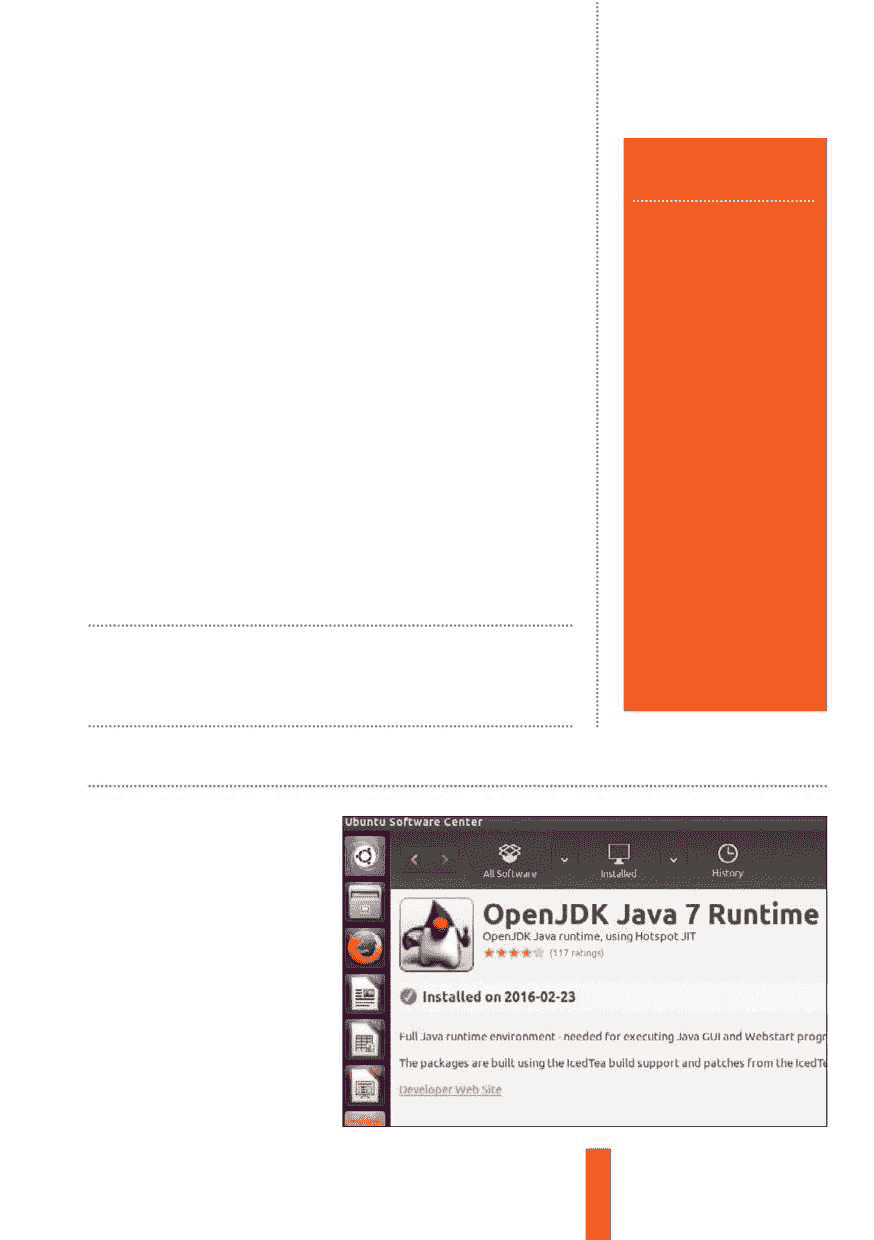 Ubuntu Software Center
All Software
Installed
History
OpenJDK Java 7 Runtime
OpenJDK Java runtime, using Hotspot JIT
(117 ratings)
Installed on 2016-02-23
Full Java runtime environment - needed for executing Java GUI and Webstart progr
The packages are built using the IcedTea build support and patches from the IcedTe
Developer Web Site